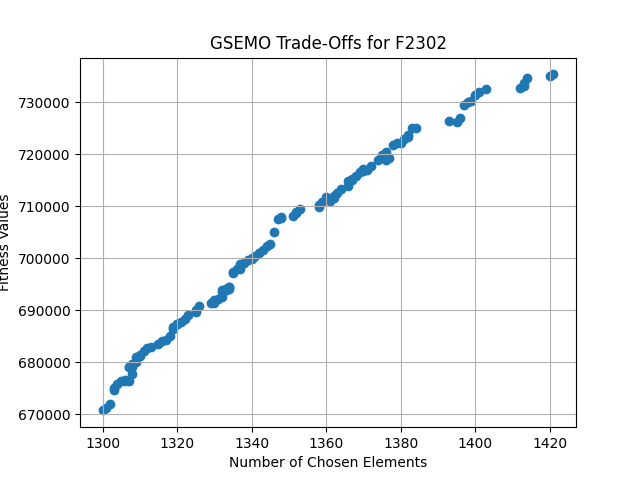 GSEMO Trade-Offs for F2302
Fitness Values
730000
720000
710000
700000
690000
680000
670000
1300 1320 1340 1360 1380 1400 1420
Number of Chosen Elements